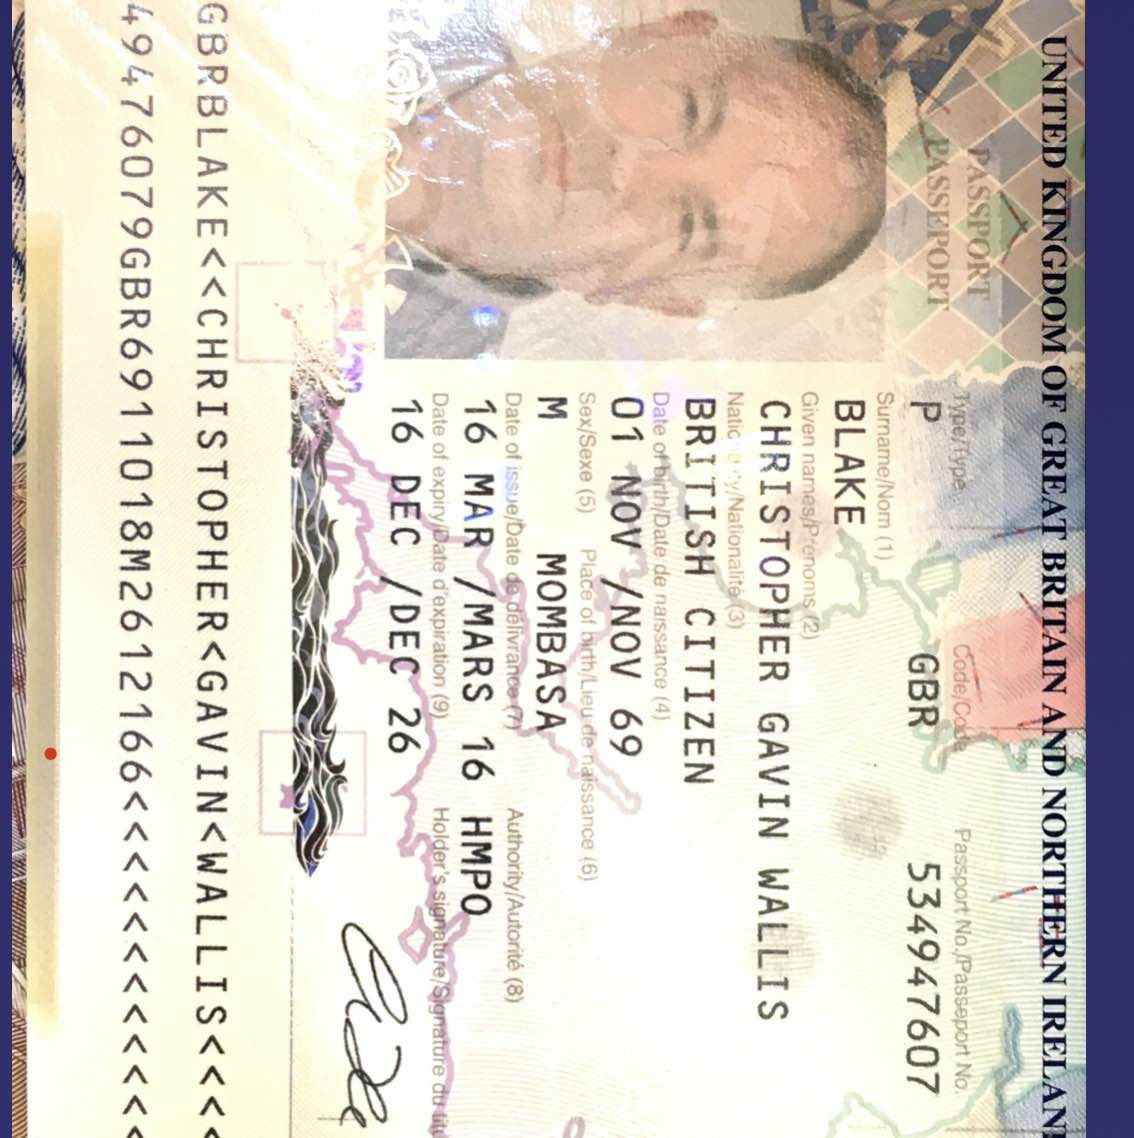 UNITED KINGDOM OF GREAT BRITAIN AND NORTHERN
PASSPORT
PASSEPORT
Type/Type
Code/Code
Passport No./Passeport No.
P
GBR
534947607
Surname/Nom (1)
BLAKE
Given names/Prenoms (2)
CHRISTOPHER GAVIN WALLIS
Nationality/Nationalité (3)
BRITISH CITIZEN
Date of birth/Date de naissance (4)
01 NOV /NOV 69
Sex/Sexe (5)
Place of birth/Lieu de naissance (6)
M
MOMBASA
Date of issue/Date de délivrance (7)
Authority/Autorité (8)
16 MAR /MARS 16
HMPO
Date of expiry/Date d'expiration (9)
Holder's signature/Signature du
16 DEC /DEC 26
GBRBLAKE<<CHRISTOPHER<GAVIN<WALLIS<<<
4947607​9GBR6911018M2612166<<<<<<<<<<